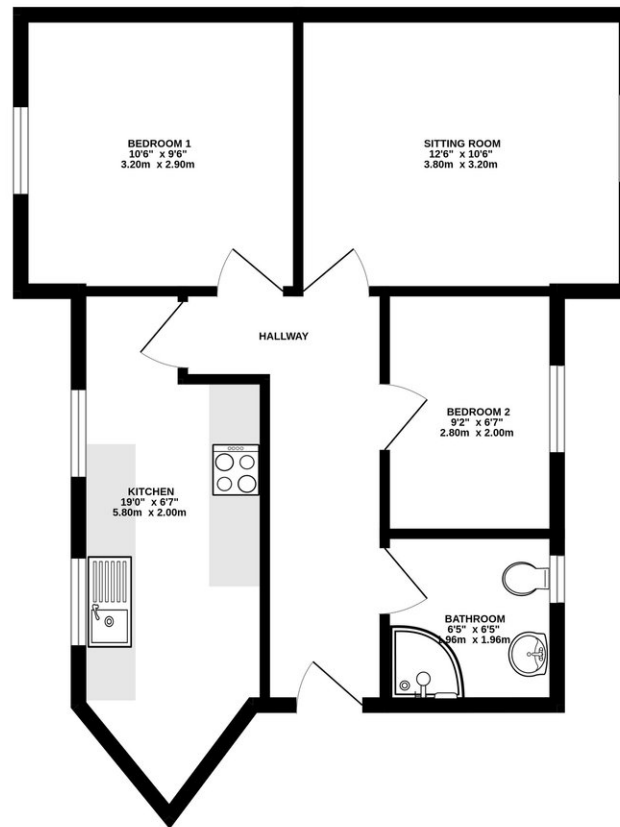 BEDROOM 1
10'6" x 9'6"
3.20m x 2.90m
SITTING ROOM
12'6" x 10'6"
3.80m x 3.20m
HALLWAY
BEDROOM 2
9'2" x 6'7"
2.80m x 2.00m
KITCHEN
19'0" x 6'7"
5.80m x 2.00m
BATHROOM
6'5" x 6'5"
1.96m x 1.96m